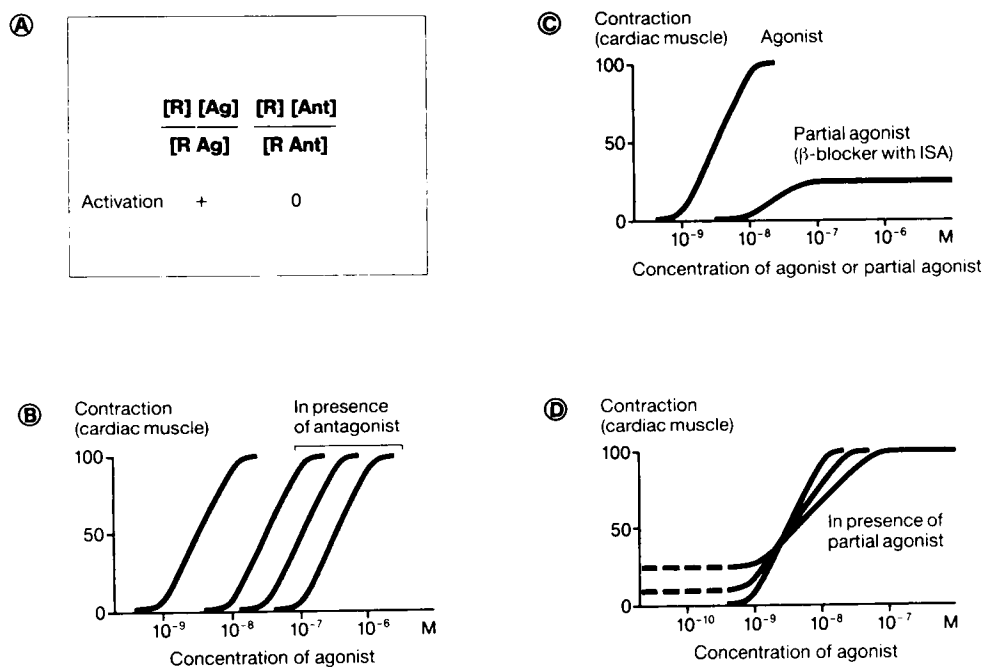 A
[R] [Ag] [R] [Ant]
[R Ag] [R Ant]
Activation + 0
C
Contraction
(cardiac muscle)
Agonist
100
50
0
Partial agonist
(β-blocker with ISA)
10⁻⁹ 10⁻⁸ 10⁻⁷ 10⁻⁶ M
Concentration of agonist or partial agonist
B
Contraction
(cardiac muscle)
In presence
of antagonist
100
50
0
10⁻⁹ 10⁻⁸ 10⁻⁷ 10⁻⁶ M
Concentration of agonist
D
Contraction
(cardiac muscle)
100
50
0
In presence of
partial agonist
10⁻¹⁰ 10⁻⁹ 10⁻⁸ 10⁻⁷ M
Concentration of agonist